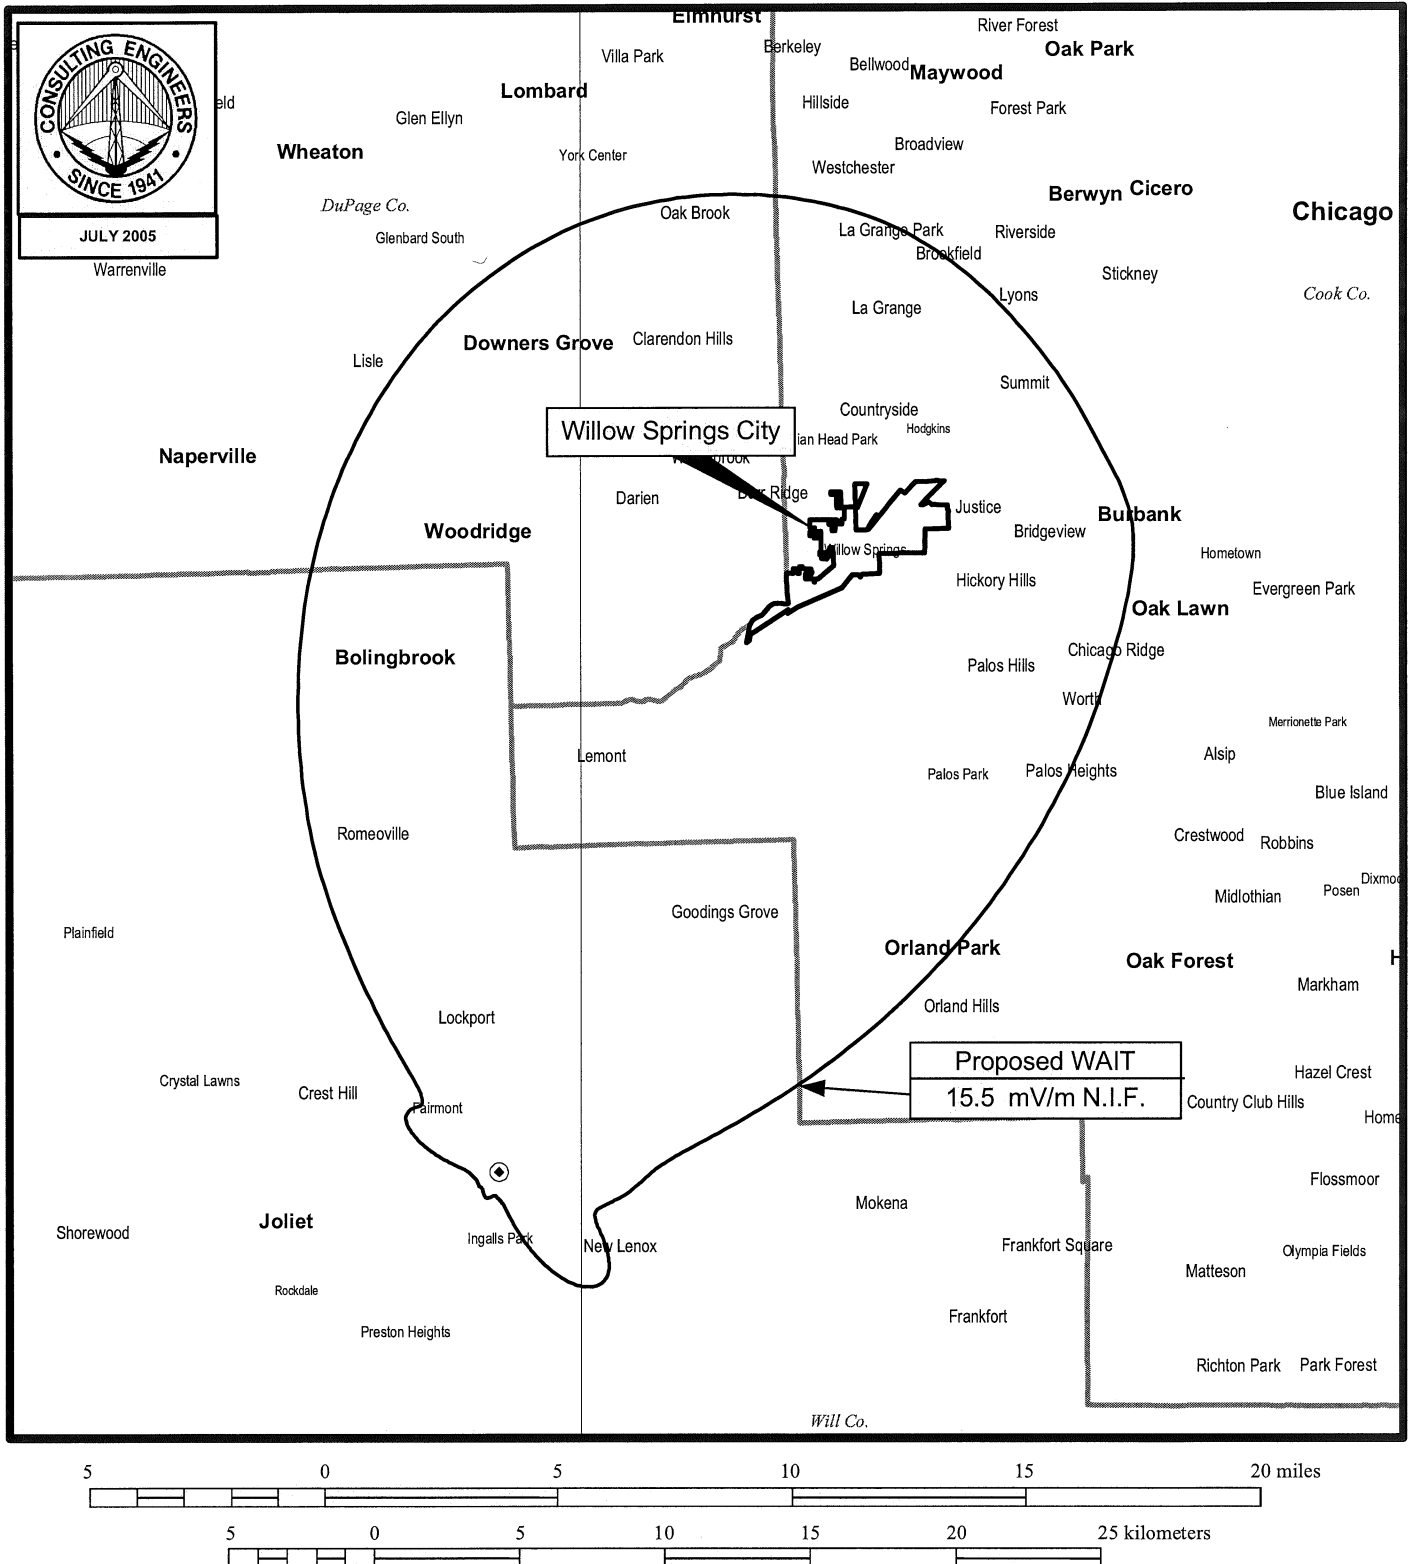 Elmhurst
River Forest
Berkeley
Villa Park
Oak Park
Bellwood
Maywood
Lombard
Hillside
Forest Park
CONSULTING ENGINEERS
SINCE 1941
eld
Glen Ellyn
Wheaton
York Center
Broadview
Westchester
Berwyn
Cicero
DuPage Co.
Oak Brook
Chicago
JULY 2005
Glenbard South
La Grange Park
Riverside
Brookfield
Warrenville
Stickney
Lyons
Cook Co.
La Grange
Downers Grove
Clarendon Hills
Lisle
Summit
Countryside
Willow Springs City
Hodgkins
ian Head Park
Naperville
brook
Darien
Burr Ridge
Justice
Burbank
Woodridge
Bridgeview
Willow Springs
Hometown
Hickory Hills
Evergreen Park
Oak Lawn
Bolingbrook
Chicago Ridge
Palos Hills
Worth
Merrionette Park
Lemont
Alsip
Palos Park
Palos Heights
Blue Island
Romeoville
Crestwood
Robbins
Dixmoo
Posen
Midlothian
Goodings Grove
Plainfield
Orland Park
Oak Forest
H
Markham
Orland Hills
Lockport
Proposed WAIT
15.5 mV/m N.I.F.
Hazel Crest
Crystal Lawns
Crest Hill
Fairmont
Country Club Hills
Home
Flossmoor
Mokena
Joliet
Shorewood
Ingalls Park
New Lenox
Frankfort Square
Olympia Fields
Matteson
Rockdale
Frankfort
Preston Heights
Richton Park
Park Forest
Will Co.
5 0 5 10 15 20 miles
5 0 5 10 15 20 25 kilometers